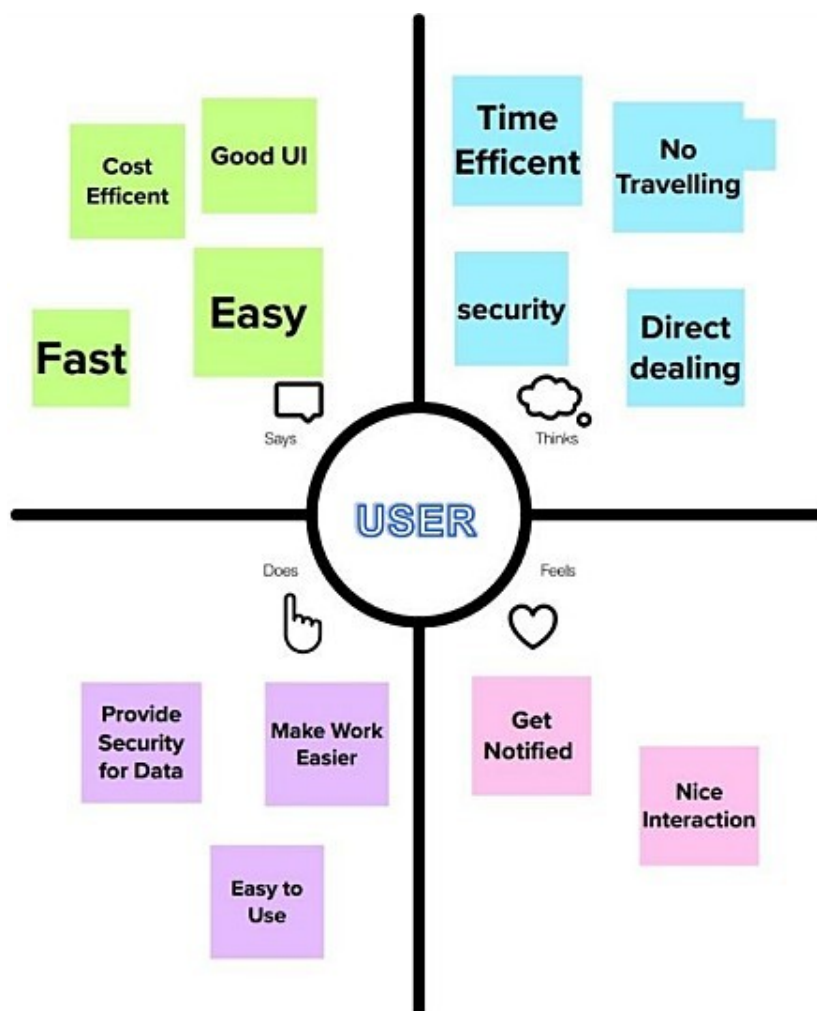 Cost
Efficent
Good UI
Fast
Easy
Says
Time
Efficent
No
Travelling
security
Direct
dealing
Thinks
USER
Does
Provide
Security
for Data
Make Work
Easier
Easy to
Use
Feels
Get
Notified
Nice
Interaction